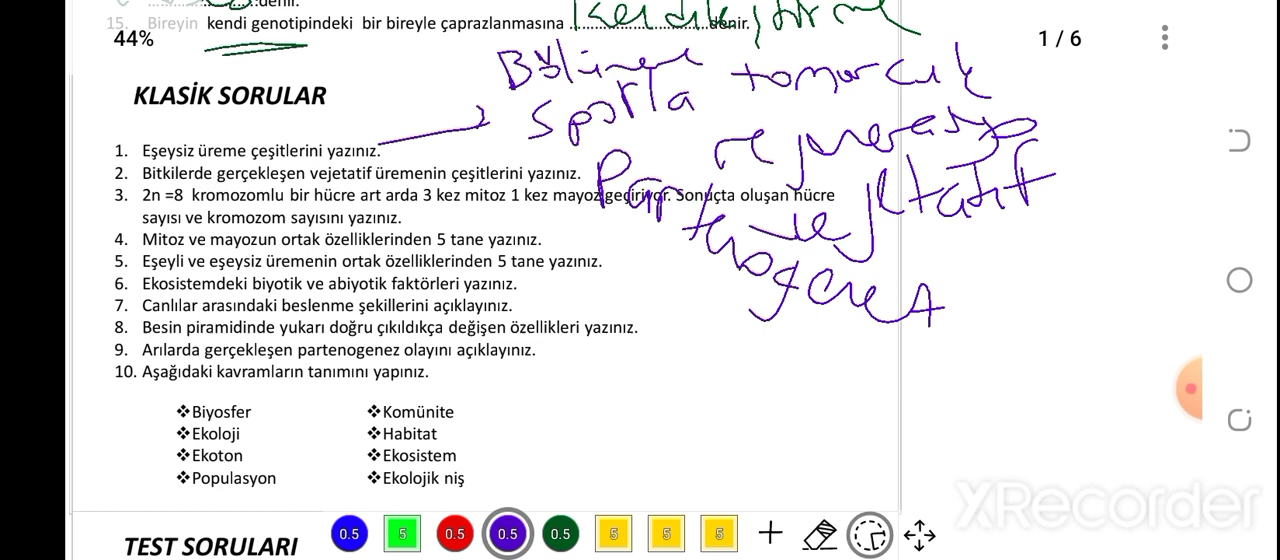 denir.
15. Bireyin kendi genotipindeki bir bireyle çaprazlanmasına ........................... denir.
44%
1 / 6
Bölünme
sporla tomurcuk
rejenerasyo
Partenogenez
vejetatif
KLASİK SORULAR
1. Eşeysiz üreme çeşitlerini yazınız.
2. Bitkilerde gerçekleşen vejetatif üremenin çeşitlerini yazınız.
3. 2n =8 kromozomlu bir hücre art arda 3 kez mitoz 1 kez mayoz geçiriyor. Sonuçta oluşan hücre
sayısı ve kromozom sayısını yazınız.
4. Mitoz ve mayozun ortak özelliklerinden 5 tane yazınız.
5. Eşeyli ve eşeysiz üremenin ortak özelliklerinden 5 tane yazınız.
6. Ekosistemdeki biyotik ve abiyotik faktörleri yazınız.
7. Canlılar arasındaki beslenme şekillerini açıklayınız.
8. Besin piramidinde yukarı doğru çıkıldıkça değişen özellikleri yazınız.
9. Arılarda gerçekleşen partenogenez olayını açıklayınız.
10. Aşağıdaki kavramların tanımını yapınız.
❖Biyosfer ❖Komünite
❖Ekoloji ❖Habitat
❖Ekoton ❖Ekosistem
❖Populasyon ❖Ekolojik niş
XRecorder
0.5 5 0.5 0.5 0.5 5 5 5
TEST SORULARI